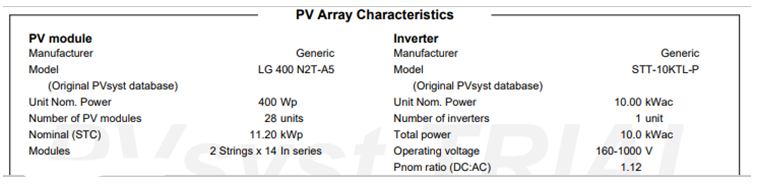 PV Array Characteristics
PV module Inverter
Manufacturer Generic Manufacturer Generic
Model LG 400 N2T-A5 Model STT-10KTL-P
(Original PVsyst database) (Original PVsyst database)
Unit Nom. Power 400 Wp Unit Nom. Power 10.00 kWac
Number of PV modules 28 units Number of inverters 1 unit
Nominal (STC) 11.20 kWp Total power 10.0 kWac
Modules 2 Strings x 14 In series Operating voltage 160-1000 V
Pnom ratio (DC:AC) 1.12
PVsyst TRIAL